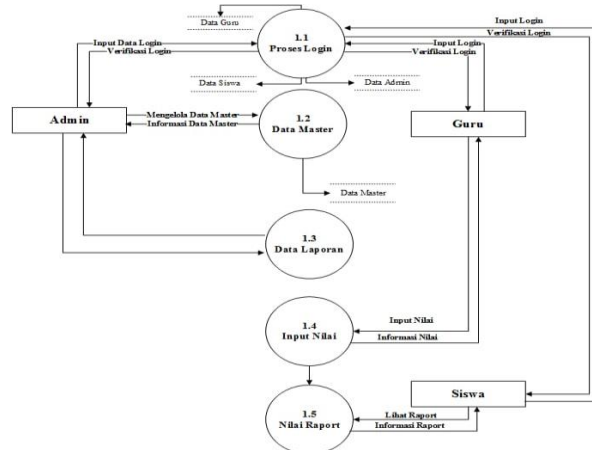 Data Guru
Input Login
Verifikasi Login
1.1
Proses Login
Input Data Login
Verifikasi Login
Input Login
Verifikasi Login
Data Siswa
Data Admin
Admin
Mengelola Data Master
Informasi Data Master
1.2
Data Master
Guru
Data Master
1.3
Data Laporan
1.4
Input Nilai
Input Nilai
Informasi Nilai
Siswa
1.5
Nilai Raport
Lihat Raport
Informasi Raport